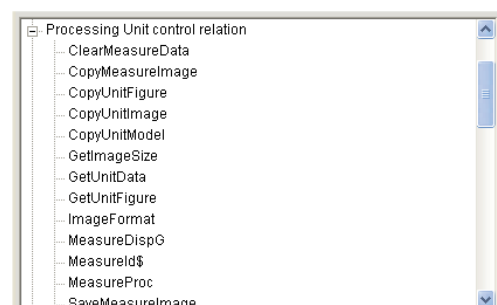 Processing Unit control relation
ClearMeasureData
CopyMeasureImage
CopyUnitFigure
CopyUnitImage
CopyUnitModel
GetImageSize
GetUnitData
GetUnitFigure
ImageFormat
MeasureDispG
MeasureId$
MeasureProc
SaveMeasureImage